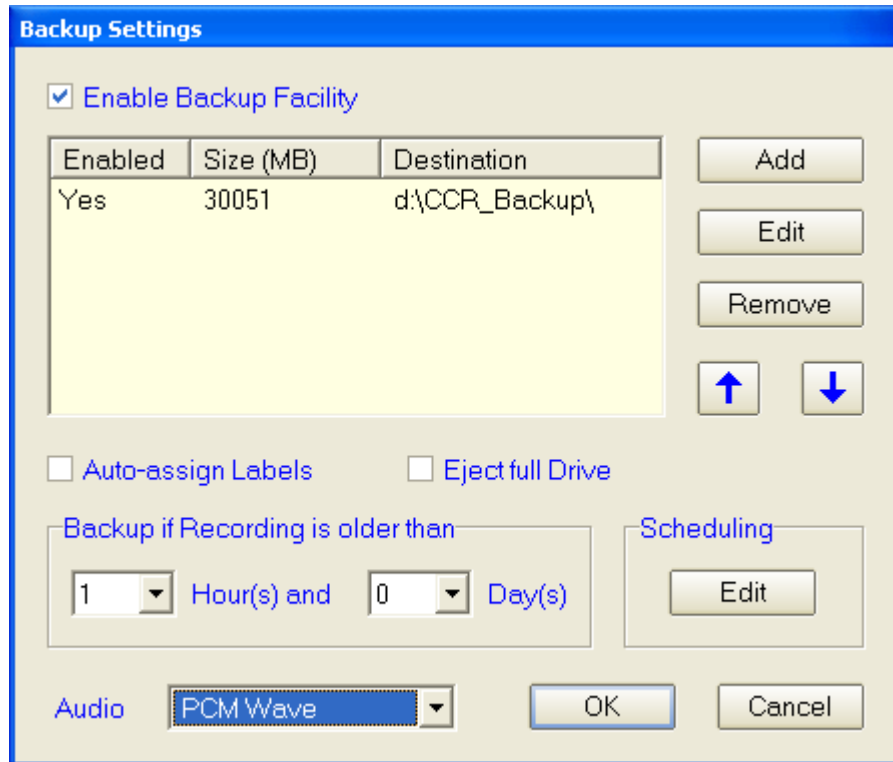 Backup Settings
Enable Backup Facility
Enabled Size (MB) Destination
Yes 30051 d:\CCR_Backup\
Add
Edit
Remove
Auto-assign Labels Eject full Drive
Backup if Recording is older than
1 Hour(s) and 0 Day(s)
Scheduling
Edit
Audio PCM Wave OK Cancel